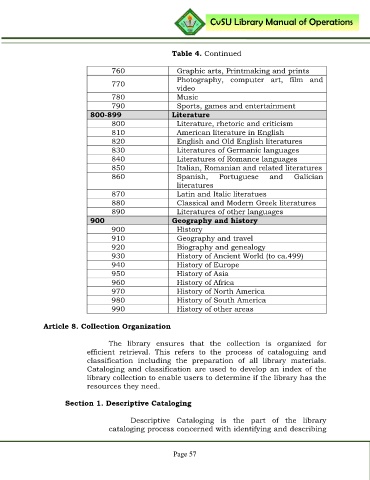 CvSU Library Manual of Operations
Table 4. Continued
760 Graphic arts, Printmaking and prints
770 Photography, computer art, film and
video
780 Music
790 Sports, games and entertainment
800-899 Literature
800 Literature, rhetoric and criticism
810 American literature in English
820 English and Old English literatures
830 Literatures of Germanic languages
840 Literatures of Romance languages
850 Italian, Romanian and related literatures
860 Spanish, Portuguese and Galician
literatures
870 Latin and Italic literatues
880 Classical and Modern Greek literatures
890 Literatures of other languages
900 Geography and history
900 History
910 Geography and travel
920 Biography and genealogy
930 History of Ancient World (to ca.499)
940 History of Europe
950 History of Asia
960 History of Africa
970 History of North America
980 History of South America
990 History of other areas
Article 8. Collection Organization
The library ensures that the collection is organized for
efficient retrieval. This refers to the process of cataloguing and
classification including the preparation of all library materials.
Cataloging and classification are used to develop an index of the
library collection to enable users to determine if the library has the
resources they need.
Section 1. Descriptive Cataloging
Descriptive Cataloging is the part of the library
cataloging process concerned with identifying and describing
Page 57